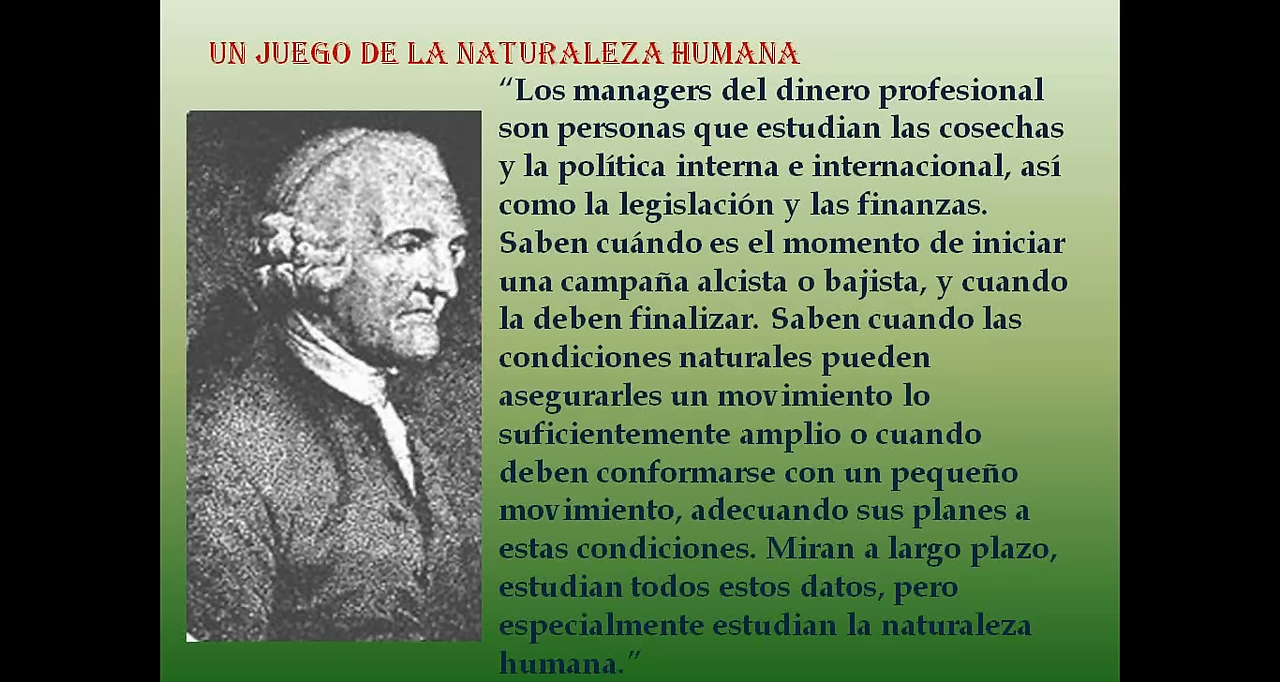 UN JUEGO DE LA NATURALEZA HUMANA
“Los managers del dinero profesional
son personas que estudian las cosechas
y la política interna e internacional, así
como la legislación y las finanzas.
Saben cuándo es el momento de iniciar
una campaña alcista o bajista, y cuando
la deben finalizar. Saben cuando las
condiciones naturales pueden
asegurarles un movimiento lo
suficientemente amplio o cuando
deben conformarse con un pequeño
movimiento, adecuando sus planes a
estas condiciones. Miran a largo plazo,
estudian todos estos datos, pero
especialmente estudian la naturaleza
humana.”